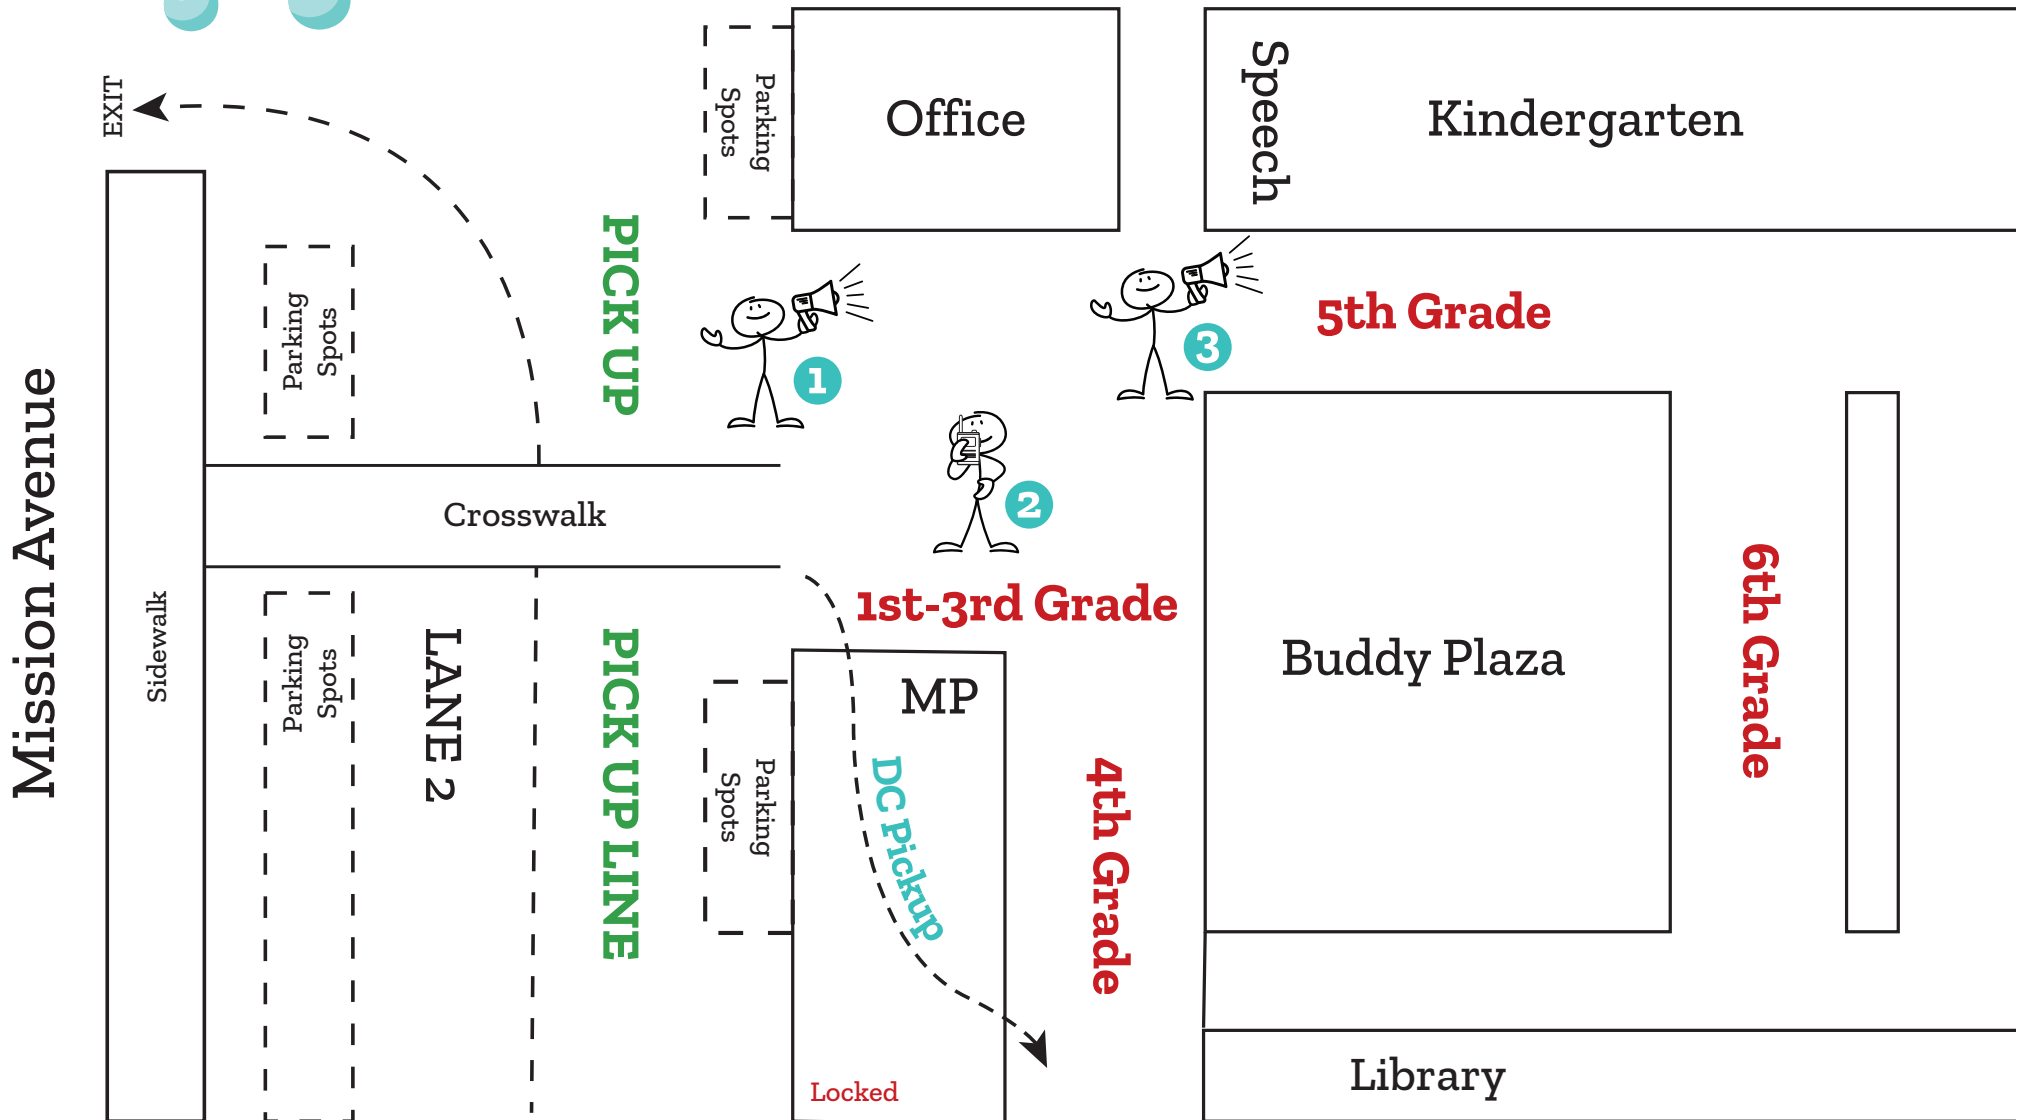 EXIT
Parking
Spots
Office
Speech
Kindergarten
PICK UP
Parking
Spots
1
3
5th Grade
Mission Avenue
Crosswalk
2
1st-3rd Grade
Sidewalk
Parking
Spots
LANE 2
PICK UP LINE
MP
Buddy Plaza
6th Grade
Parking
Spots
DC Pickup
4th Grade
Locked
Library